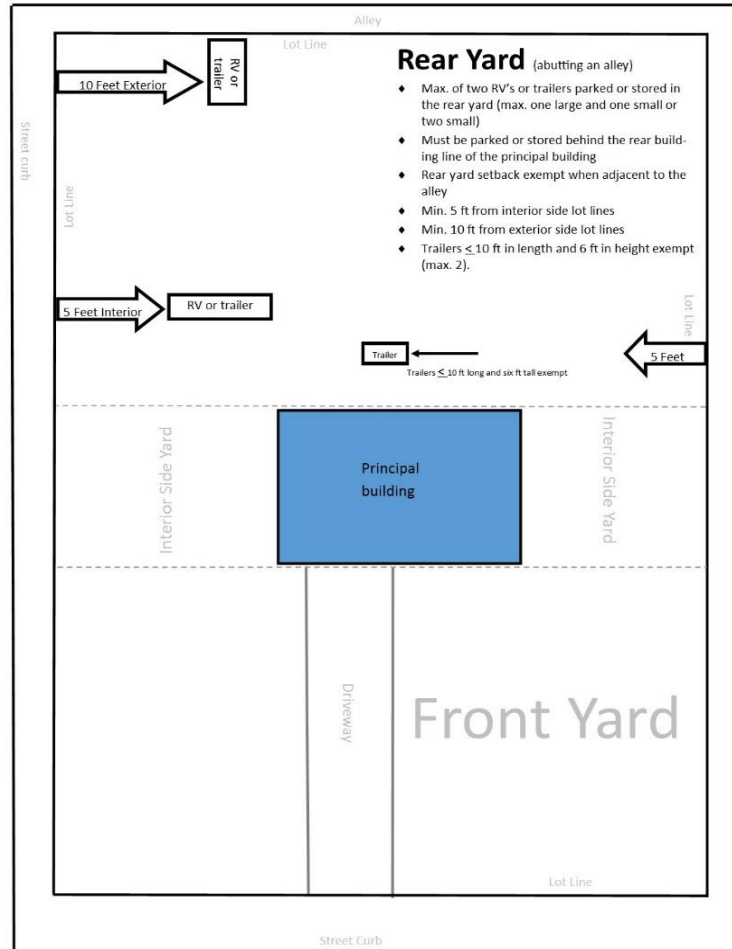 Alley
Lot Line
Rear Yard (abutting an alley)
RV or
trailer
10 Feet Exterior
♦ Max. of two RV's or trailers parked or stored in
the rear yard (max. one large and one small or
two small)
♦ Must be parked or stored behind the rear build-
ing line of the principal building
♦ Rear yard setback exempt when adjacent to the
alley
♦ Min. 5 ft from interior side lot lines
♦ Min. 10 ft from exterior side lot lines
♦ Trailers ≤ 10 ft in length and 6 ft in height exempt
(max. 2).
Street curb
Lot Line
5 Feet Interior
RV or trailer
Lot Line
Trailer
5 Feet
Trailers ≤ 10 ft long and six ft tall exempt
Interior Side Yard
Principal
building
Interior Side Yard
Driveway
Front Yard
Lot Line
Street Curb